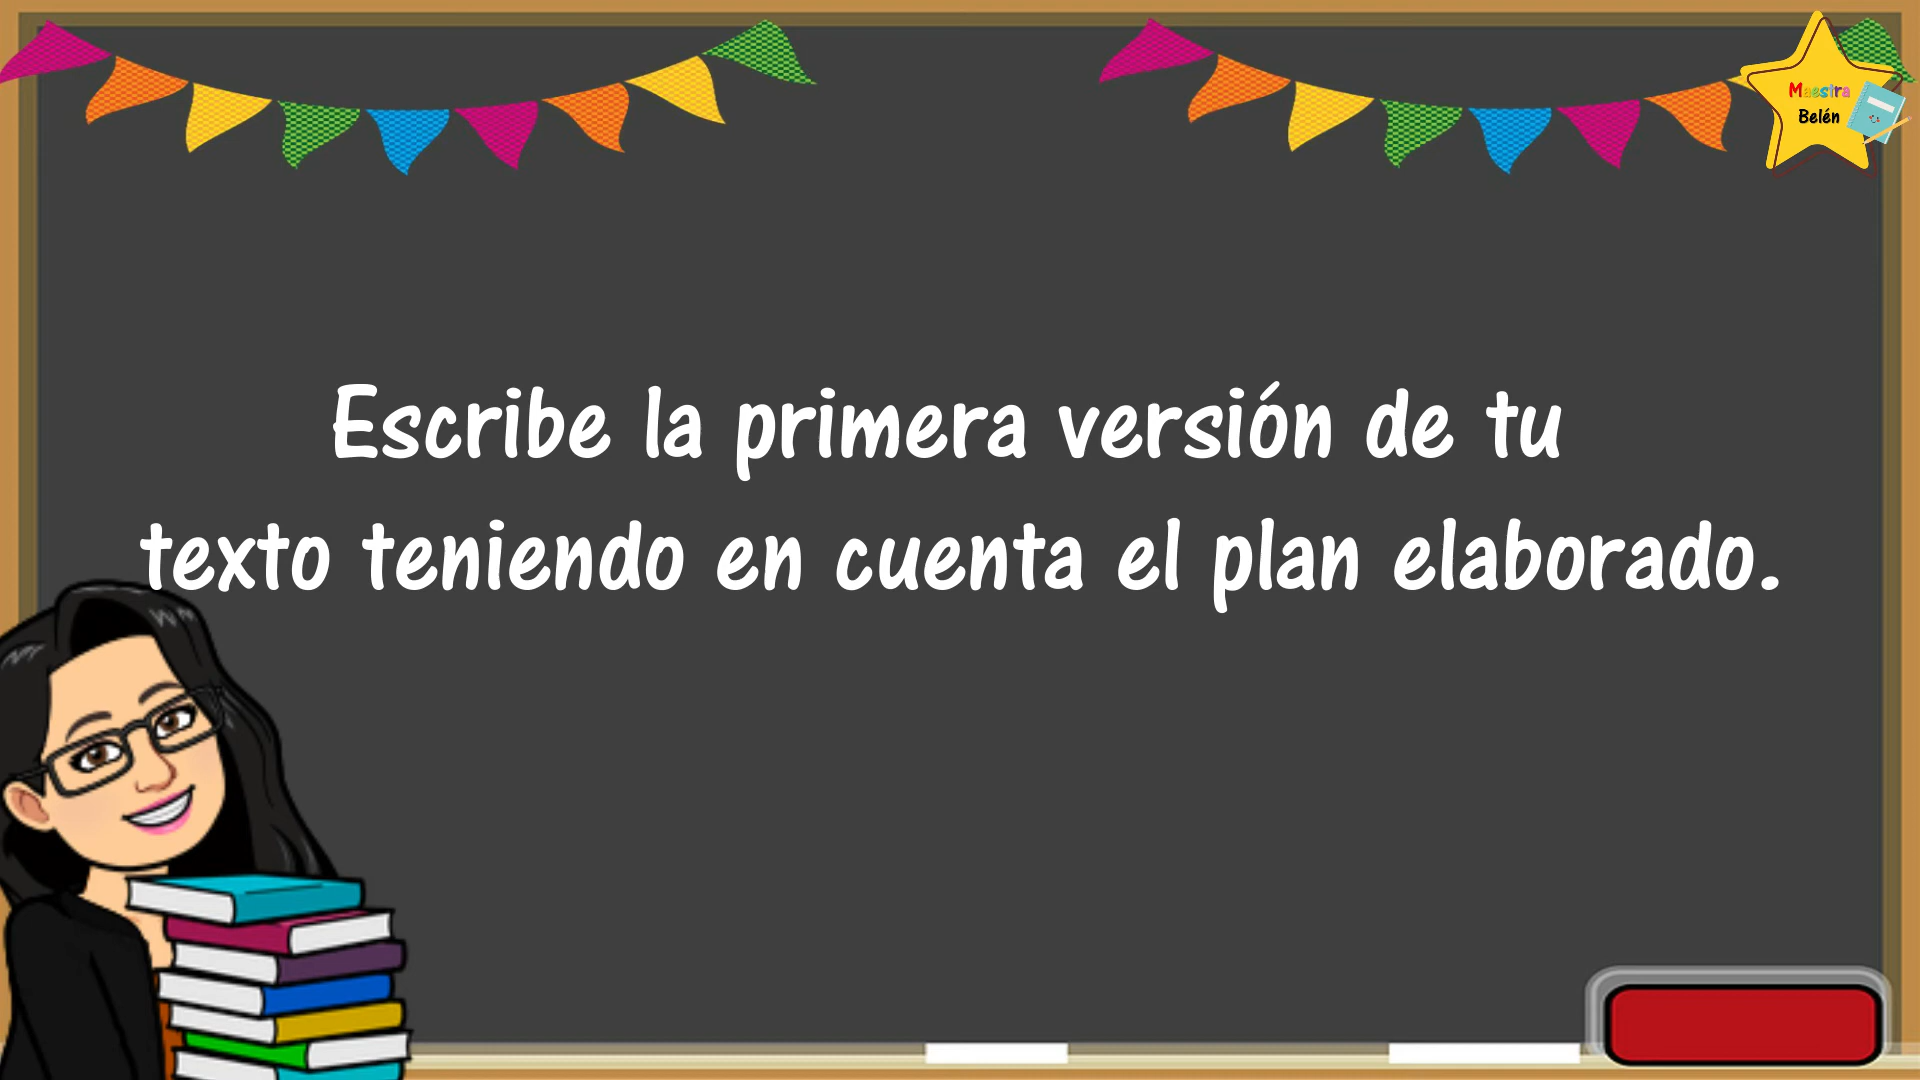 Maestra
Belén
Escribe la primera versión de tu
texto teniendo en cuenta el plan elaborado.